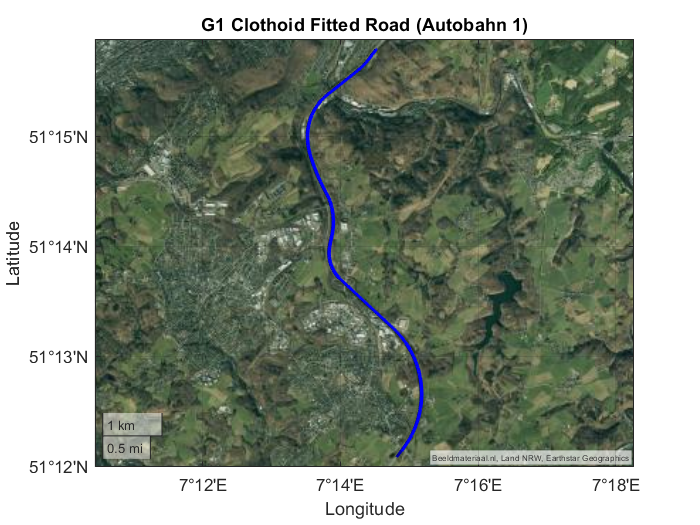 G1 Clothoid Fitted Road (Autobahn 1)
51°15'N
51°14'N
51°13'N
51°12'N
Latitude
1 km
0.5 mi
Beeldmateriaal.nl, Land NRW, Earthstar Geographics
7°12'E
7°14'E
7°16'E
7°18'E
Longitude